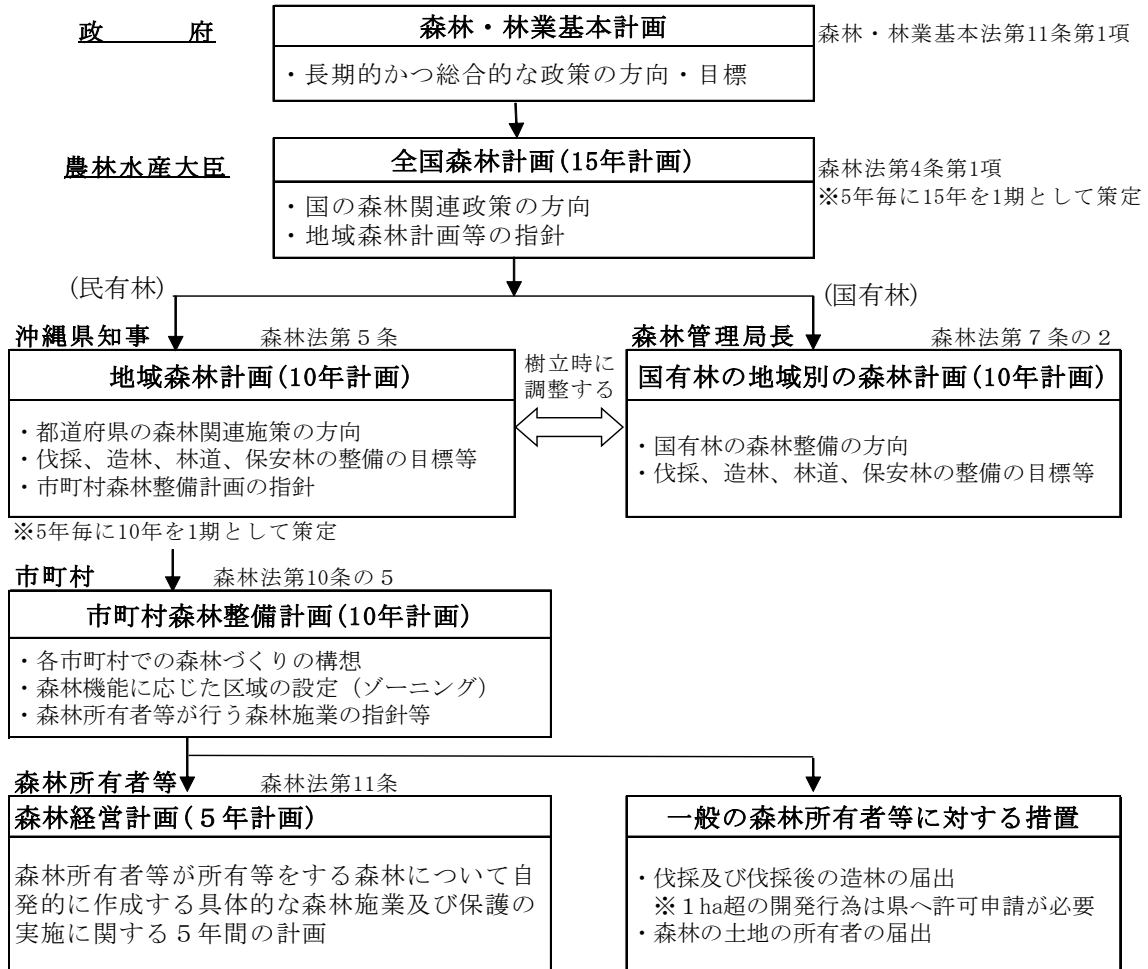 政　　府
森林・林業基本計画
森林・林業基本法第11条第1項
・長期的かつ総合的な政策の方向・目標
農林水産大臣
全国森林計画(15年計画)
森林法第4条第1項
※5年毎に15年を1期として策定
・国の森林関連政策の方向
・地域森林計画等の指針
(民有林)
(国有林)
沖縄県知事
森林法第５条
地域森林計画(10年計画)
・都道府県の森林関連施策の方向
・伐採、造林、林道、保安林の整備の目標等
・市町村森林整備計画の指針
※5年毎に10年を1期として策定
樹立時に
調整する
森林管理局長
森林法第７条の２
国有林の地域別の森林計画(10年計画)
・国有林の森林整備の方向
・伐採、造林、林道、保安林の整備の目標等
市町村
森林法第10条の５
市町村森林整備計画(10年計画)
・各市町村での森林づくりの構想
・森林機能に応じた区域の設定（ゾーニング）
・森林所有者等が行う森林施業の指針等
森林所有者等
森林法第11条
森林経営計画(５年計画)
森林所有者等が所有等をする森林について自
発的に作成する具体的な森林施業及び保護の
実施に関する５年間の計画
一般の森林所有者等に対する措置
・伐採及び伐採後の造林の届出
※１ha超の開発行為は県へ許可申請が必要
・森林の土地の所有者の届出